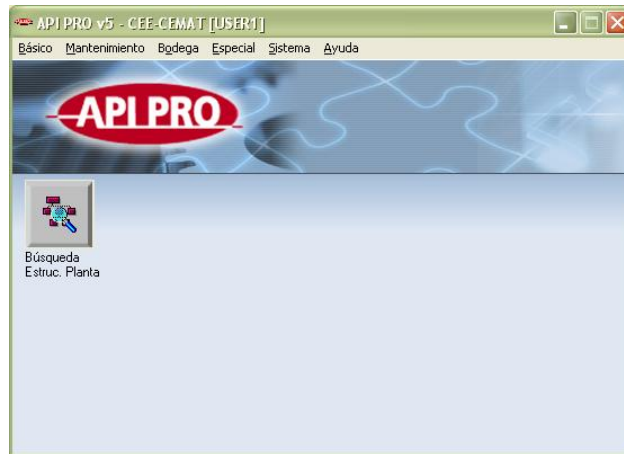 API PRO v5 - CEE-CEMAT [USER1]
Básico Mantenimiento Bodega Especial Sistema Ayuda
API PRO
Búsqueda
Estruc. Planta